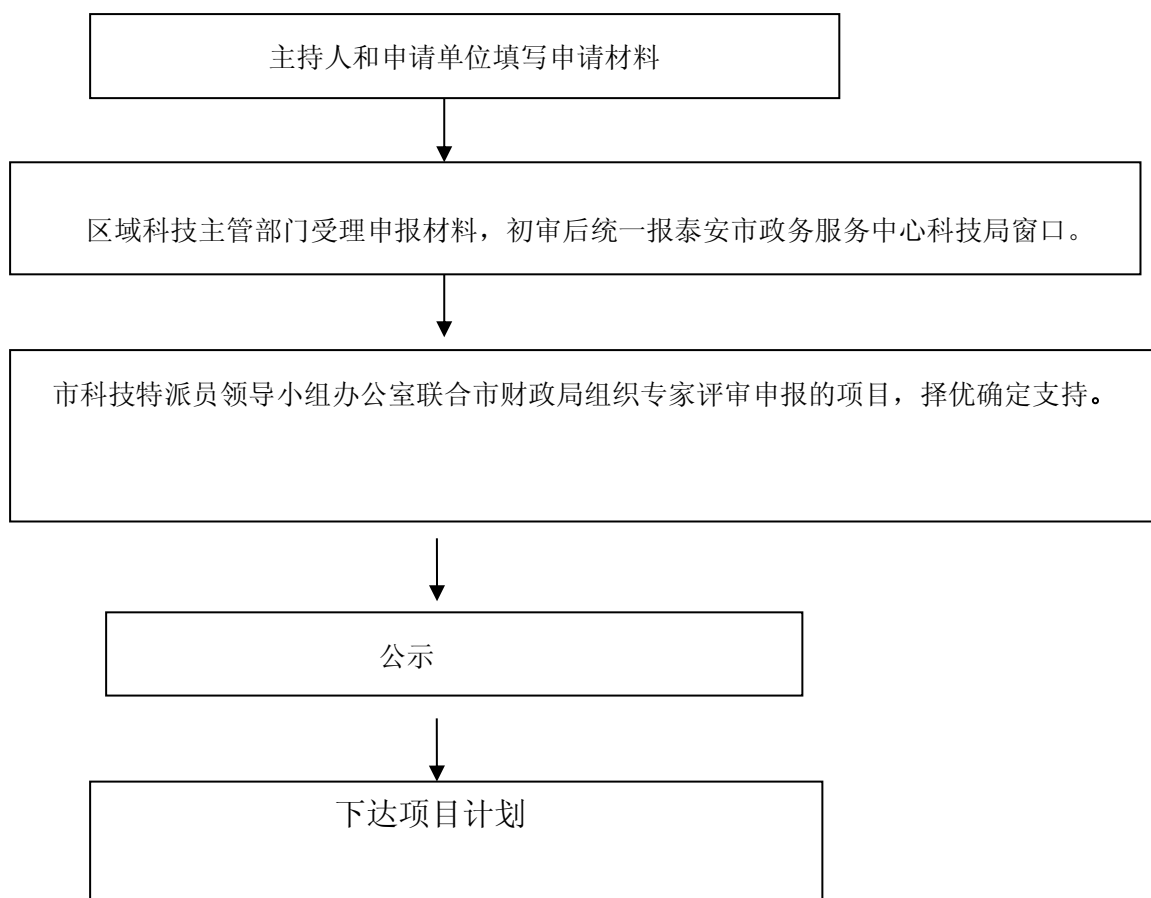 主持人和申请单位填写申请材料
区域科技主管部门受理申报材料，初审后统一报泰安市政务服务中心科技局窗口。
市科技特派员领导小组办公室联合市财政局组织专家评审申报的项目，择优确定支持。
公示
下达项目计划